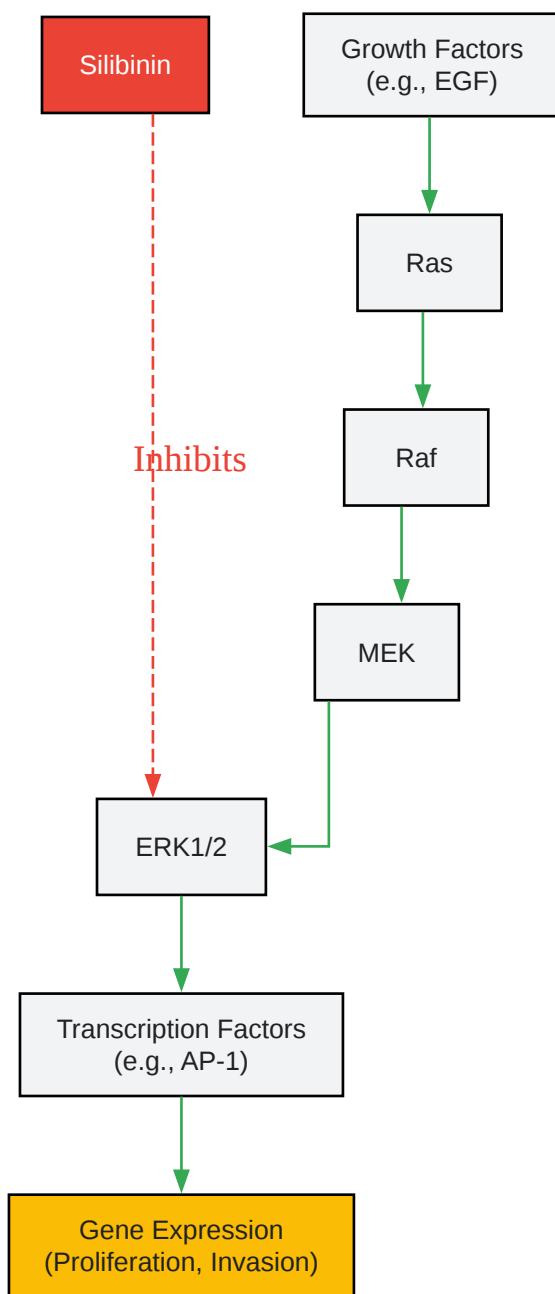 Silibinin
Growth Factors
(e.g., EGF)
Ras
Raf
Inhibits
MEK
ERK1/2
Transcription Factors
(e.g., AP-1)
Gene Expression
(Proliferation, Invasion)